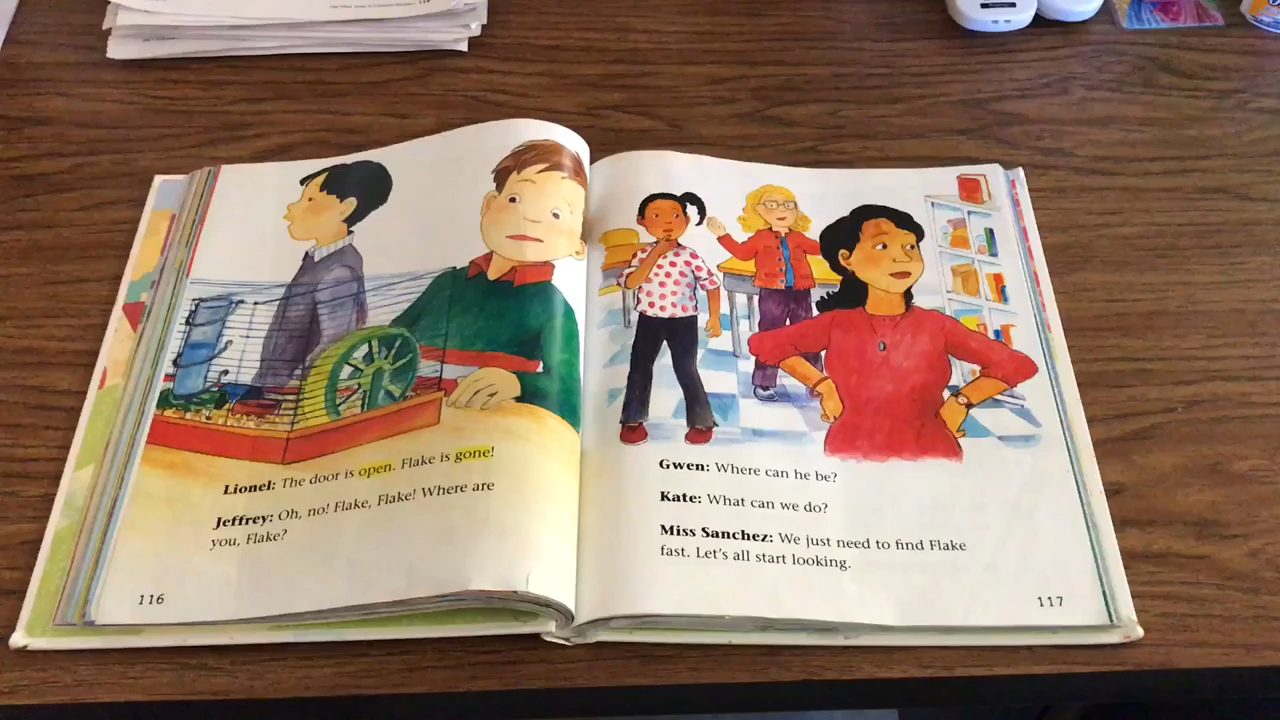 Lionel: The door is open. Flake is gone!
Jeffrey: Oh, no! Flake, Flake! Where are
you, Flake?
116
Gwen: Where can he be?
Kate: What can we do?
Miss Sanchez: We just need to find Flake
fast. Let's all start looking.
117